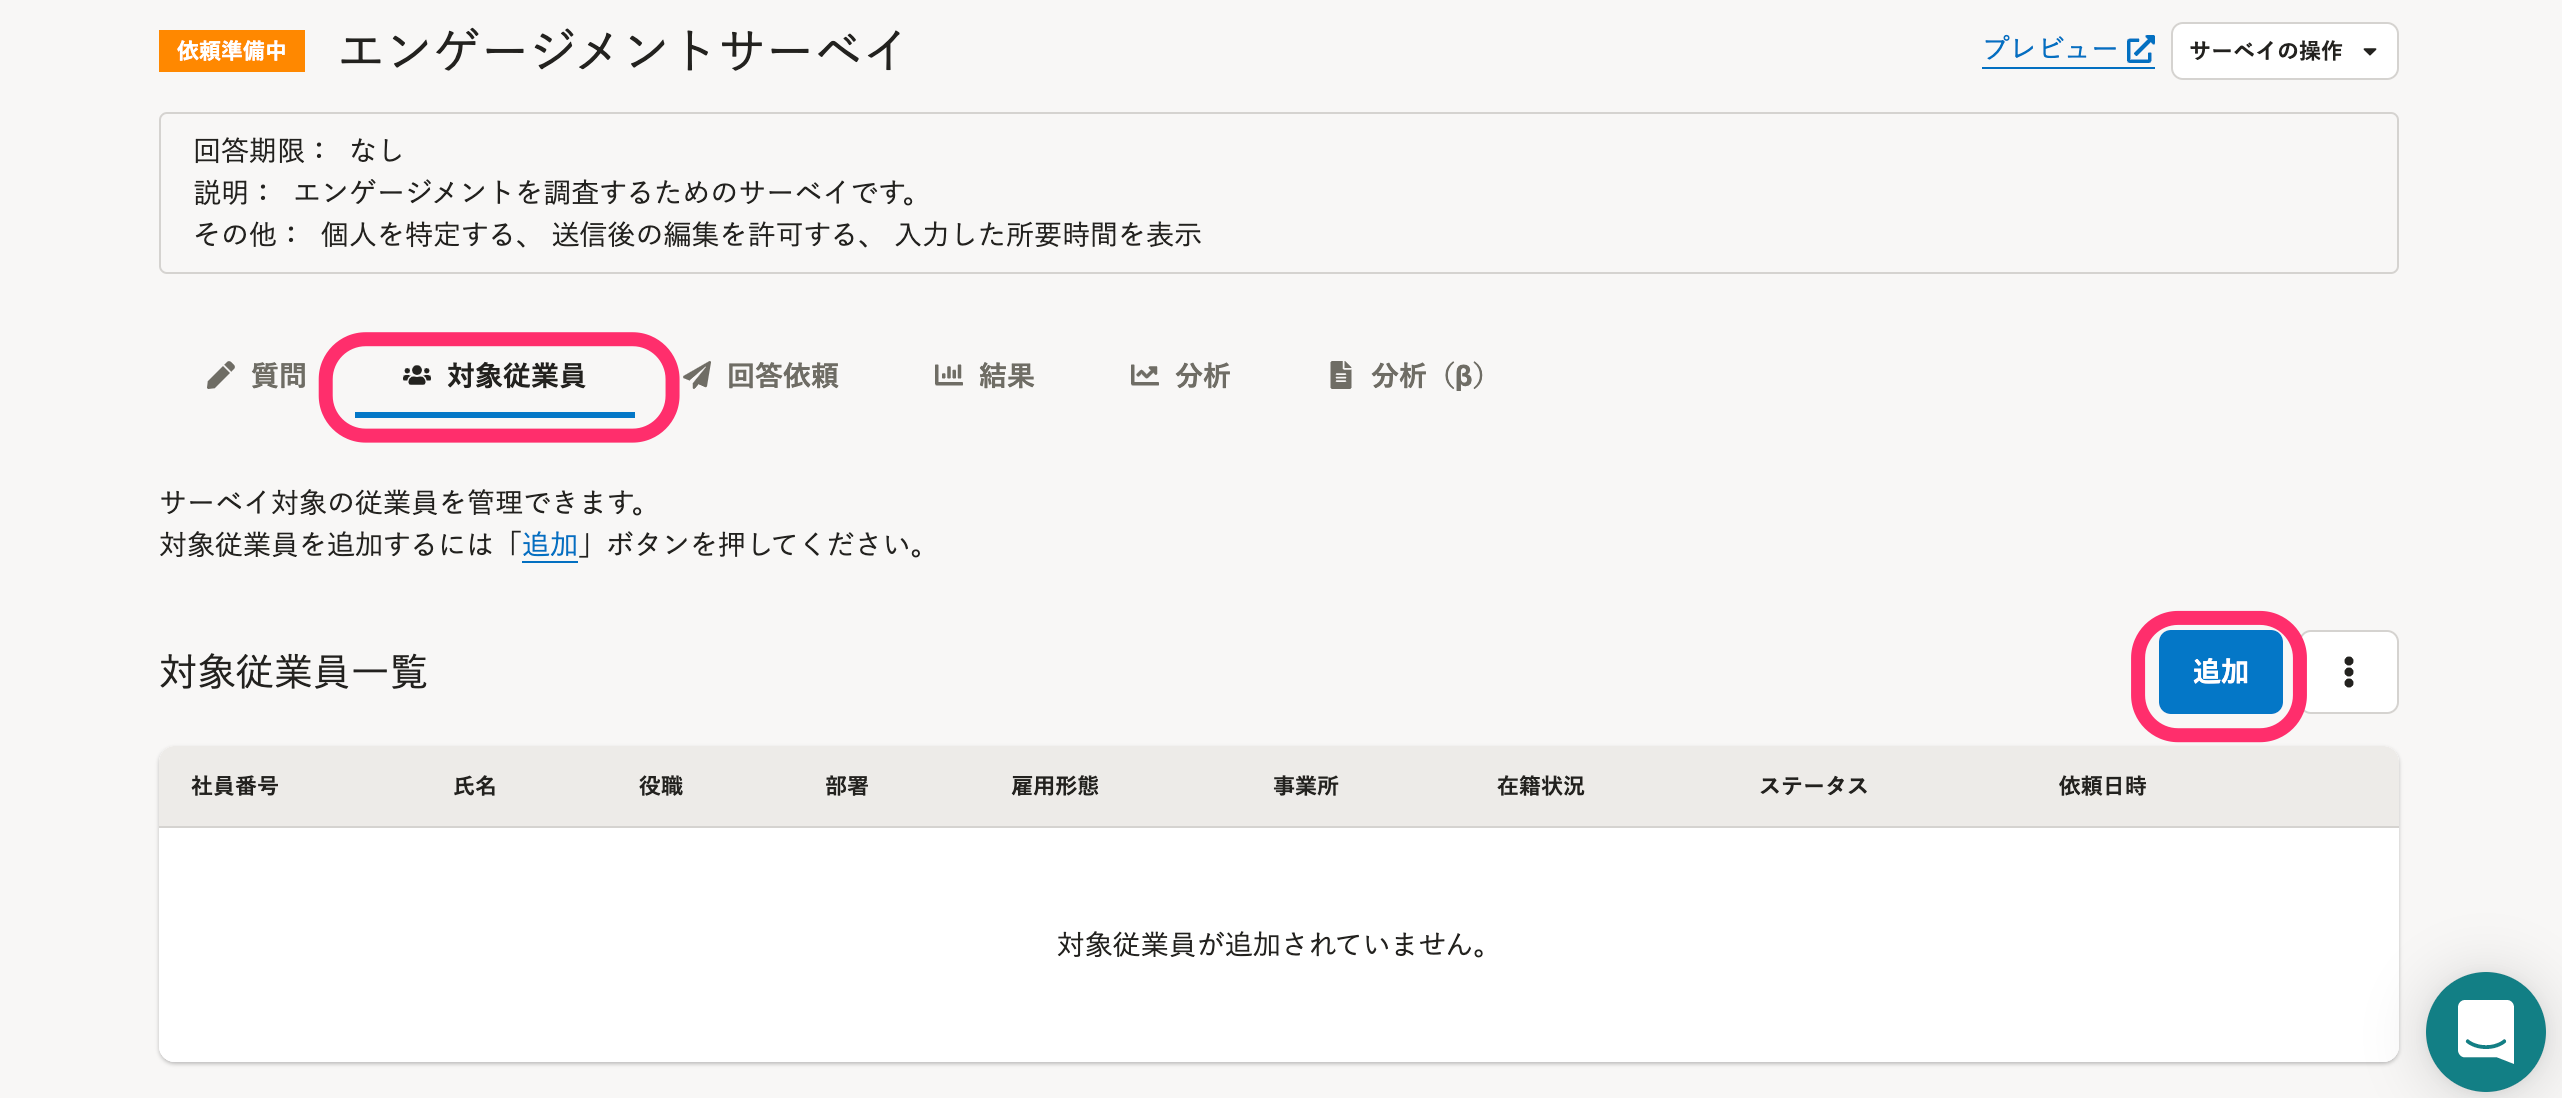 依頼準備中 エンゲージメントサーベイ プレビュー サーベイの操作
回答期限： なし
説明： エンゲージメントを調査するためのサーベイです。
その他： 個人を特定する、 送信後の編集を許可する、 入力した所要時間を表示
質問 対象従業員 回答依頼 結果 分析 分析（β）
サーベイ対象の従業員を管理できます。
対象従業員を追加するには「追加」ボタンを押してください。
対象従業員一覧 追加
社員番号 氏名 役職 部署 雇用形態 事業所 在籍状況 ステータス 依頼日時
対象従業員が追加されていません。